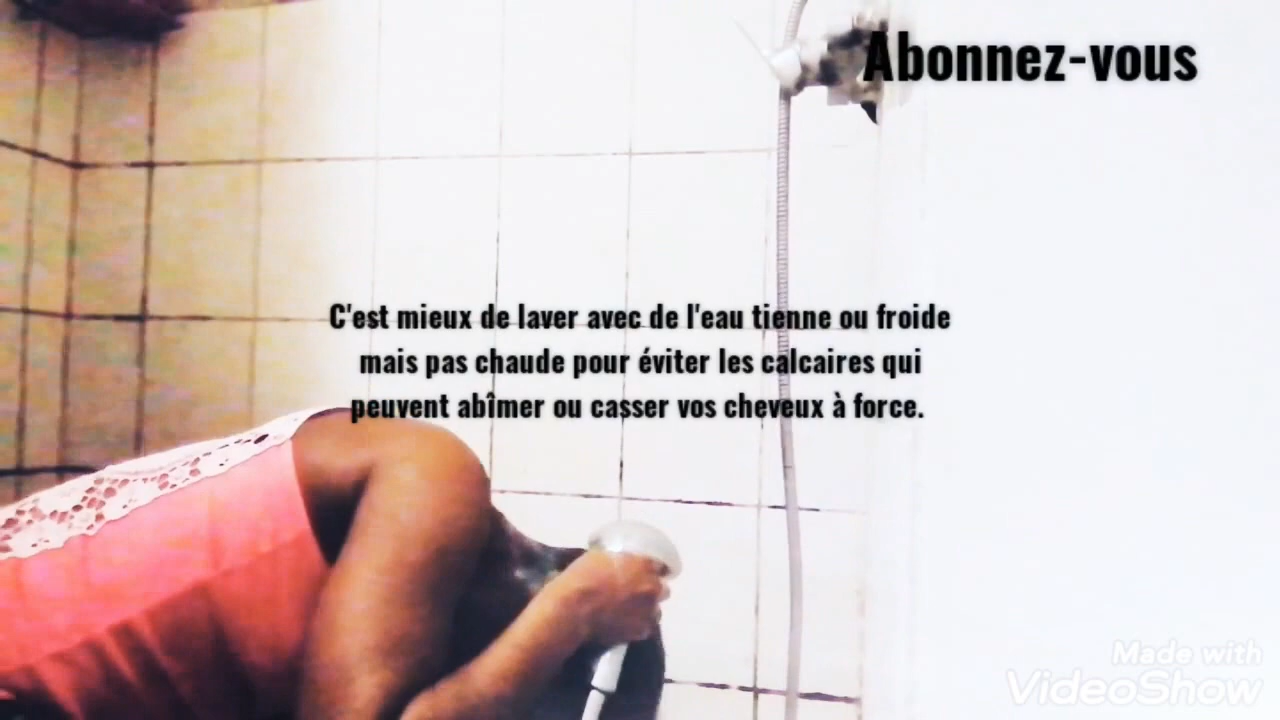 Abonnez-vous
C'est mieux de laver avec de l'eau tienne ou froide
mais pas chaude pour éviter les calcaires qui
peuvent abîmer ou casser vos cheveux à force.
Made with
VideoShow